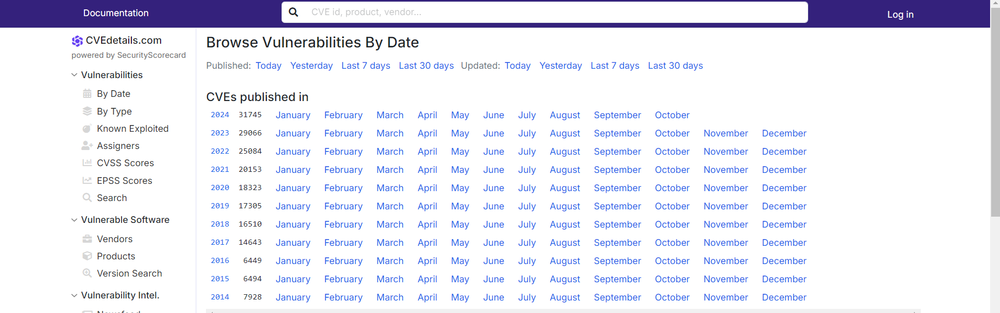 Documentation
CVE id, product, vendor...
Log in
CVEdetails.com
powered by SecurityScorecard
Vulnerabilities
By Date
By Type
Known Exploited
Assigners
CVSS Scores
EPSS Scores
Search
Vulnerable Software
Vendors
Products
Version Search
Vulnerability Intel.
Newsfeed
Browse Vulnerabilities By Date
Published: Today Yesterday Last 7 days Last 30 days Updated: Today Yesterday Last 7 days Last 30 days
CVEs published in
2024 31745 January February March April May June July August September October
2023 29066 January February March April May June July August September October November December
2022 25084 January February March April May June July August September October November December
2021 20153 January February March April May June July August September October November December
2020 18323 January February March April May June July August September October November December
2019 17305 January February March April May June July August September October November December
2018 16510 January February March April May June July August September October November December
2017 14643 January February March April May June July August September October November December
2016 6449 January February March April May June July August September October November December
2015 6494 January February March April May June July August September October November December
2014 7928 January February March April May June July August September October November December